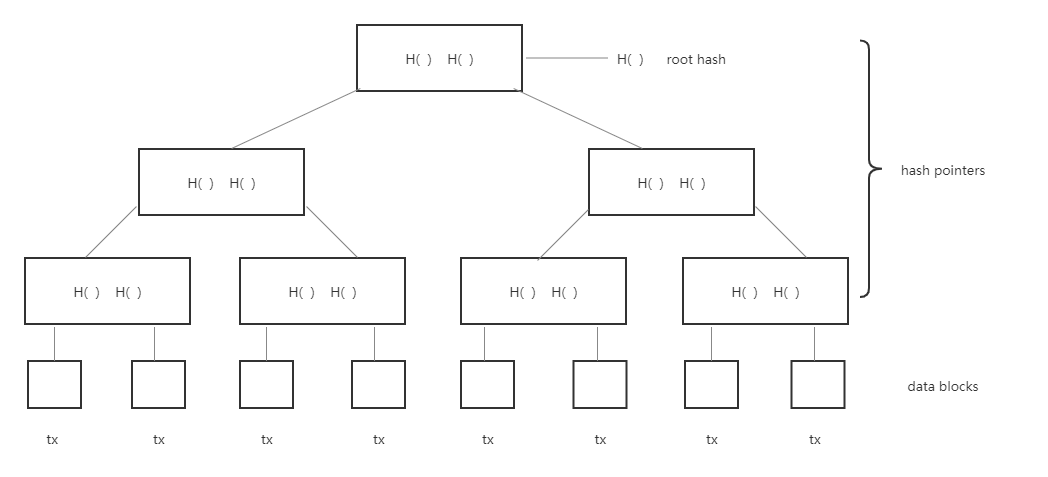 H( ) H( )
H( ) root hash
H( ) H( )
H( ) H( )
hash pointers
H( ) H( )
H( ) H( )
H( ) H( )
H( ) H( )
data blocks
tx
tx
tx
tx
tx
tx
tx
tx